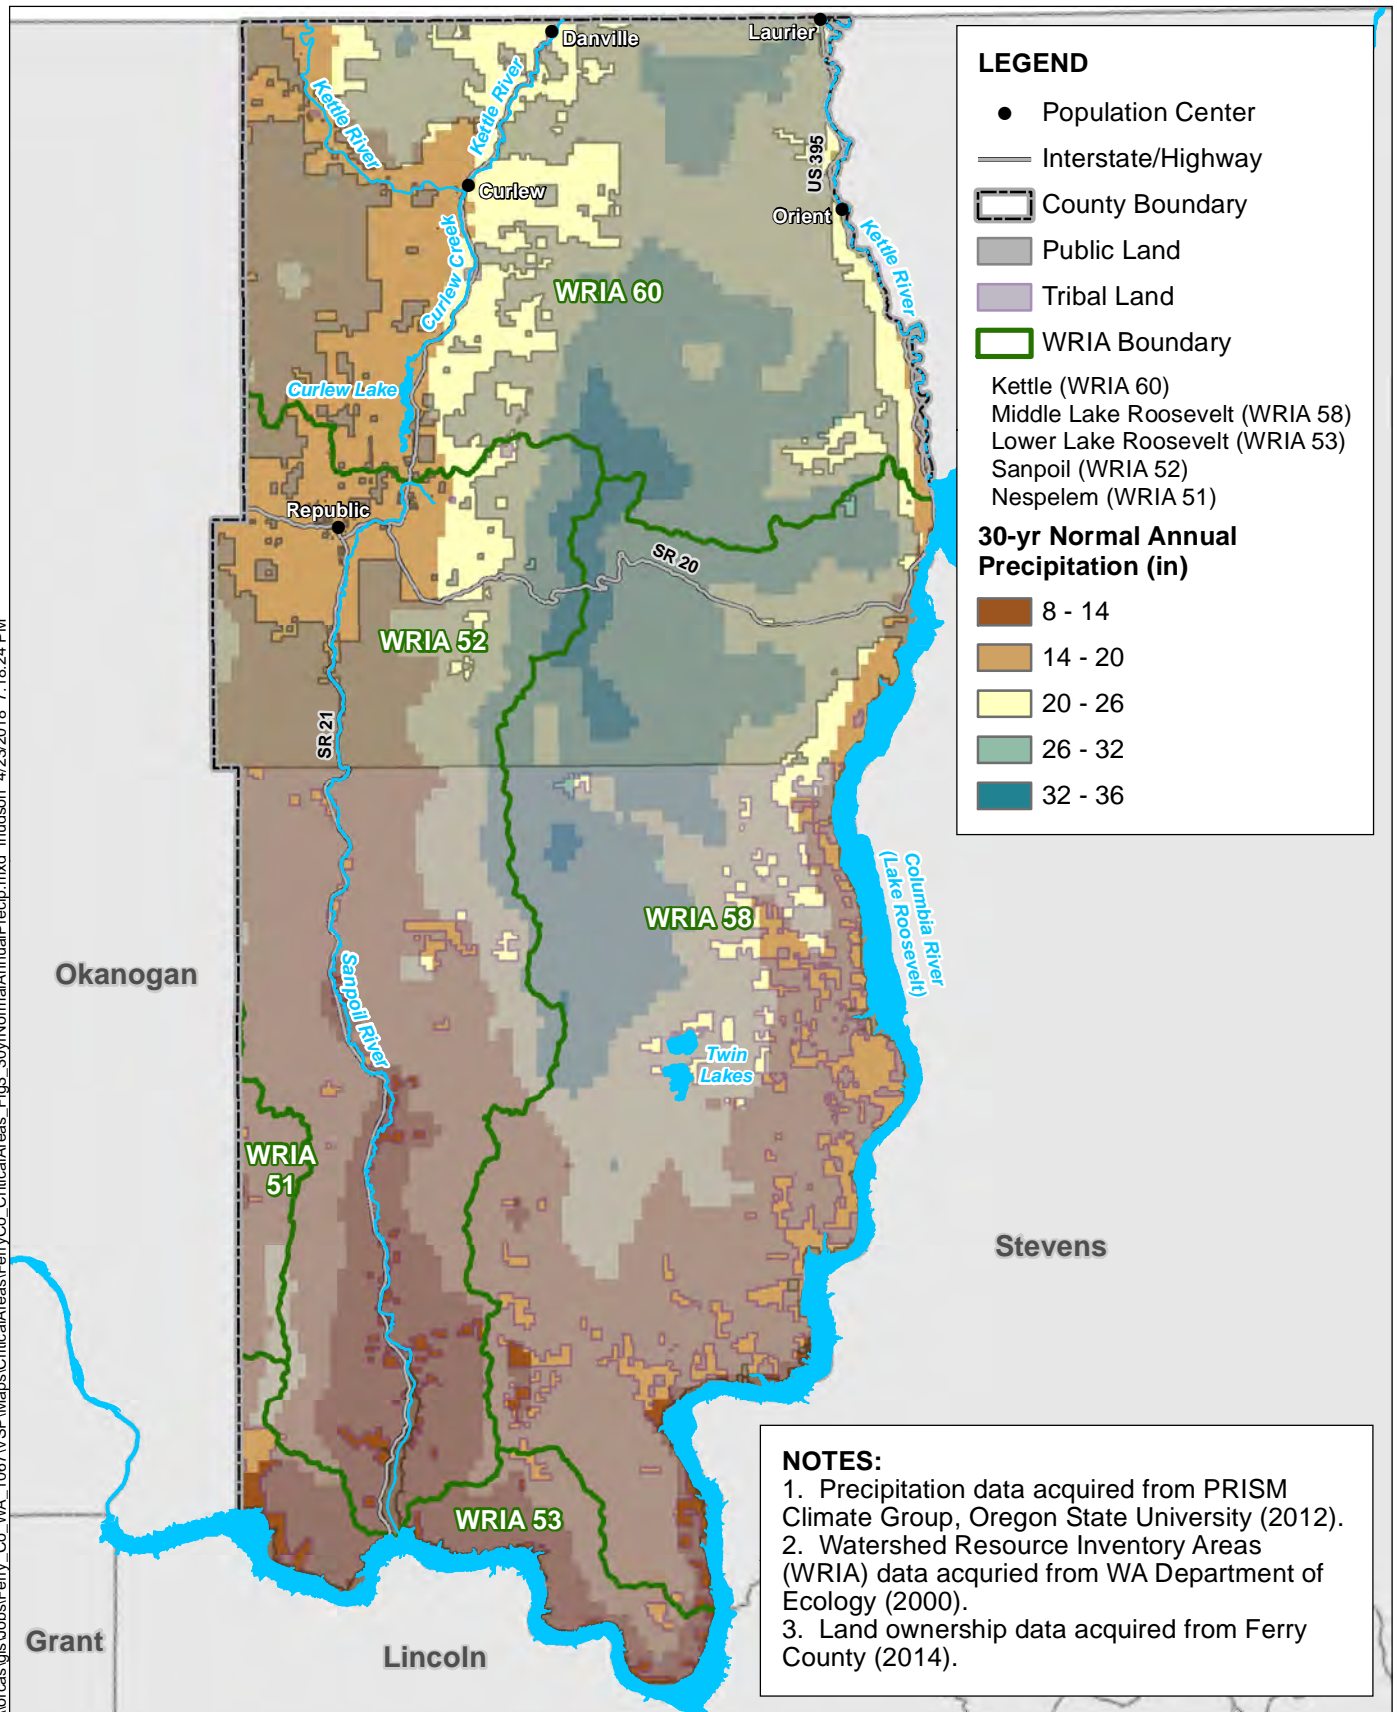 Danville
Laurier
Kettle River
Kettle River
US 395
Curlew
Orient
Kettle River
Curlew Creek
WRIA 60
Curlew Lake
Republic
SR 20
WRIA 52
SR 21
Columbia River
(Lake Roosevelt)
WRIA 58
Okanogan
Sanpoil River
Twin
Lakes
WRIA
51
Stevens
WRIA 53
Grant
Lincoln
LEGEND
Population Center
Interstate/Highway
County Boundary
Public Land
Tribal Land
WRIA Boundary
Kettle (WRIA 60)
Middle Lake Roosevelt (WRIA 58)
Lower Lake Roosevelt (WRIA 53)
Sanpoil (WRIA 52)
Nespelem (WRIA 51)
30-yr Normal Annual
Precipitation (in)
8 - 14
14 - 20
20 - 26
26 - 32
32 - 36
NOTES:
1. Precipitation data acquired from PRISM
Climate Group, Oregon State University (2012).
2. Watershed Resource Inventory Areas
(WRIA) data acquried from WA Department of
Ecology (2000).
3. Land ownership data acquired from Ferry
County (2014).